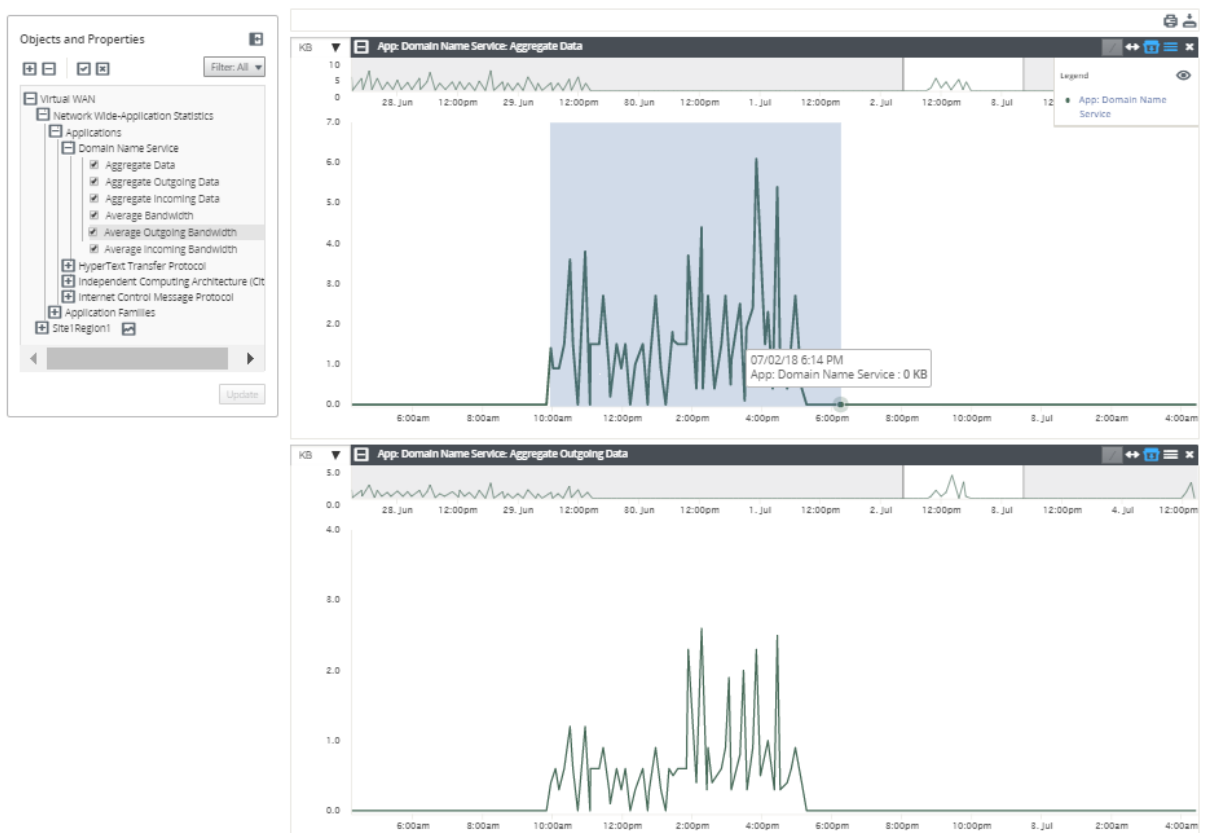 Objects and Properties
Filter: All
Virtual WAN
Network Wide-Application Statistics
Applications
Domain Name Service
Aggregate Data
Aggregate Outgoing Data
Aggregate Incoming Data
Average Bandwidth
Average Outgoing Bandwidth
Average Incoming Bandwidth
HyperText Transfer Protocol
Independent Computing Architecture (Cit
Internet Control Message Protocol
Application Families
Site1Region1
Update
KB App: Domain Name Service: Aggregate Data
10
5
0
28. Jun 12:00pm 29. Jun 12:00pm 30. Jun 12:00pm 1. Jul 12:00pm 2. Jul 12:00pm 3. Jul 12
Legend
App: Domain Name
Service
7.0
6.0
5.0
4.0
3.0
2.0
1.0
0.0
07/02/18 6:14 PM
App: Domain Name Service : 0 KB
6:00am 8:00am 10:00am 12:00pm 2:00pm 4:00pm 6:00pm 8:00pm 10:00pm 3. Jul 2:00am 4:00am
KB App: Domain Name Service: Aggregate Outgoing Data
5.0
0.0
28. Jun 12:00pm 29. Jun 12:00pm 30. Jun 12:00pm 1. Jul 12:00pm 2. Jul 12:00pm 3. Jul 12:00pm 4. Jul 12:00pm
4.0
3.0
2.0
1.0
0.0
6:00am 8:00am 10:00am 12:00pm 2:00pm 4:00pm 6:00pm 8:00pm 10:00pm 3. Jul 2:00am 4:00am